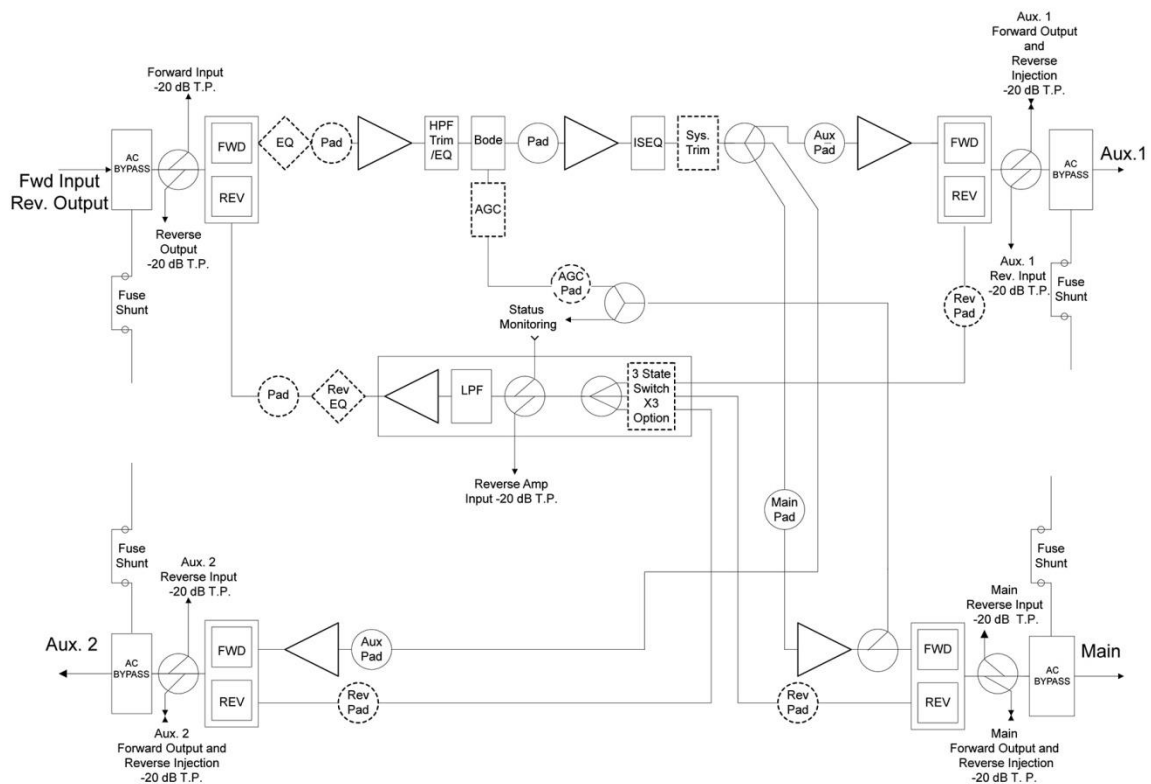 Aux. 1
Forward Output
and
Reverse
Injection
-20 dB T.P.
Forward Input
-20 dB T.P.
AC
BYPASS
Fwd Input
Rev. Output
FWD
REV
EQ
Pad
HPF
Trim
/EQ
Bode
Pad
ISEQ
Sys.
Trim
Aux
Pad
FWD
REV
AC
BYPASS
Aux.1
Reverse
Output
-20 dB T.P.
AGC
Aux. 1
Rev. Input
-20 dB T.P.
Fuse
Shunt
AGC
Pad
Rev
Pad
Fuse
Shunt
Status
Monitoring
Pad
Rev
EQ
LPF
3 State
Switch
X3
Option
Reverse Amp
Input -20 dB T.P.
Main
Pad
Fuse
Shunt
Aux. 2
Reverse Input
-20 dB T.P.
Fuse
Shunt
Main
Reverse Input
-20 dB T.P.
Aux. 2
AC
BYPASS
FWD
REV
Aux
Pad
Rev
Pad
Rev
Pad
FWD
REV
AC
BYPASS
Main
Aux. 2
Forward Output and
Reverse Injection
-20 dB T.P.
Main
Forward Output and
Reverse Injection
-20 dB T. P.